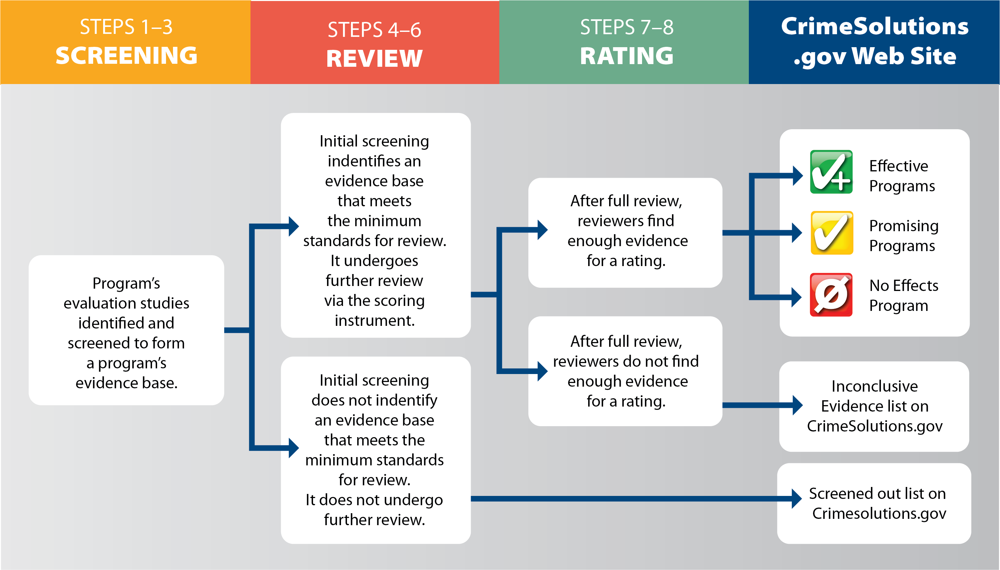 STEPS 1–3
SCREENING
STEPS 4–6
REVIEW
STEPS 7–8
RATING
CrimeSolutions
.gov Web Site
Program’s
evaluation studies
identified and
screened to form
a program’s
evidence base.
Initial screening
indentifies an
evidence base
that meets
the minimum
standards for review.
It undergoes
further review
via the scoring
instrument.
Initial screening
does not indentify
an evidence base
that meets the
minimum standards
for review.
It does not undergo
further review.
After full review,
reviewers find
enough evidence
for a rating.
After full review,
reviewers do not find
enough evidence
for a rating.
Effective
Programs
Promising
Programs
No Effects
Program
Inconclusive
Evidence list on
CrimeSolutions.gov
Screened out list on
Crimesolutions.gov